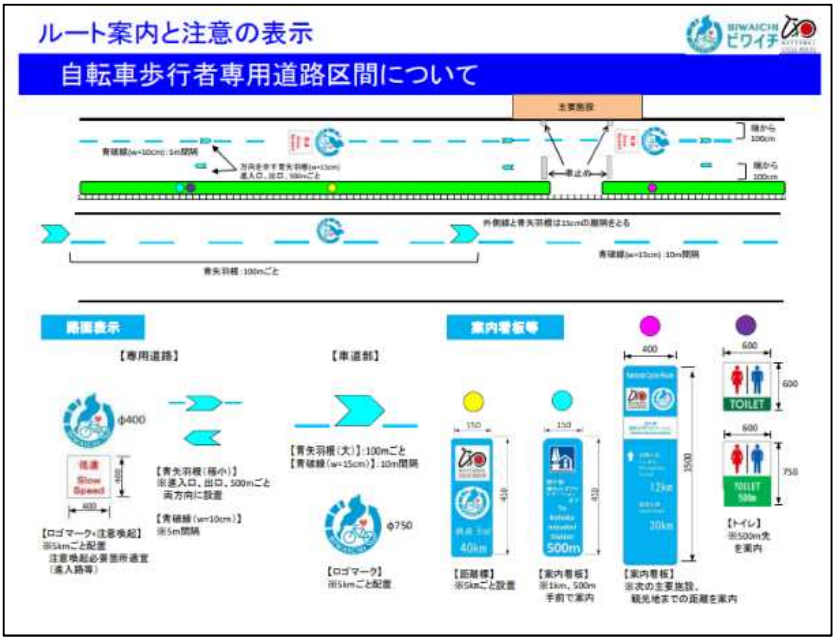 ルート案内と注意の表示
BIWAICHI
ビワイチ
NATIONAL
CYCLE ROUTE
自転車歩行者専用道路区間について
主要施設
端から
100cm
青破線(w=10cm):5m間隔
方向を示す青矢羽根(w=15cm)
進入口、出口、500mごと
車止め
端から
100cm
外側線と青矢羽根は15cmの離隔をとる
青破線(w=15cm):10m間隔
青矢羽根:100mごと
路面表示
案内看板等
【専用道路】
【車道部】
φ400
BIWAICHI
低速
Slow
Speed
400
400
【ロゴマーク+注意喚起】
※5kmごと配置
注意喚起必要箇所適宜
(進入路等)
【青矢羽根(極小)】
※進入口、出口、500mごと
両方向に設置
【青破線(w=10cm)】
※5m間隔
【青矢羽根(大)】:100mごと
【青破線(w=15cm)】:10m間隔
φ750
BIWAICHI
【ロゴマーク】
※5kmごと配置
150
450
40km
【距離標】
※5kmごと設置
150
450
500m
【案内看板】
※1km、500m
手前で案内
400
1500
National Cycle Route
12km
30km
【案内看板】
※次の主要施設、
観光地までの距離を案内
600
600
TOILET
600
750
TOILET
500m
【トイレ】
※500m先
を案内